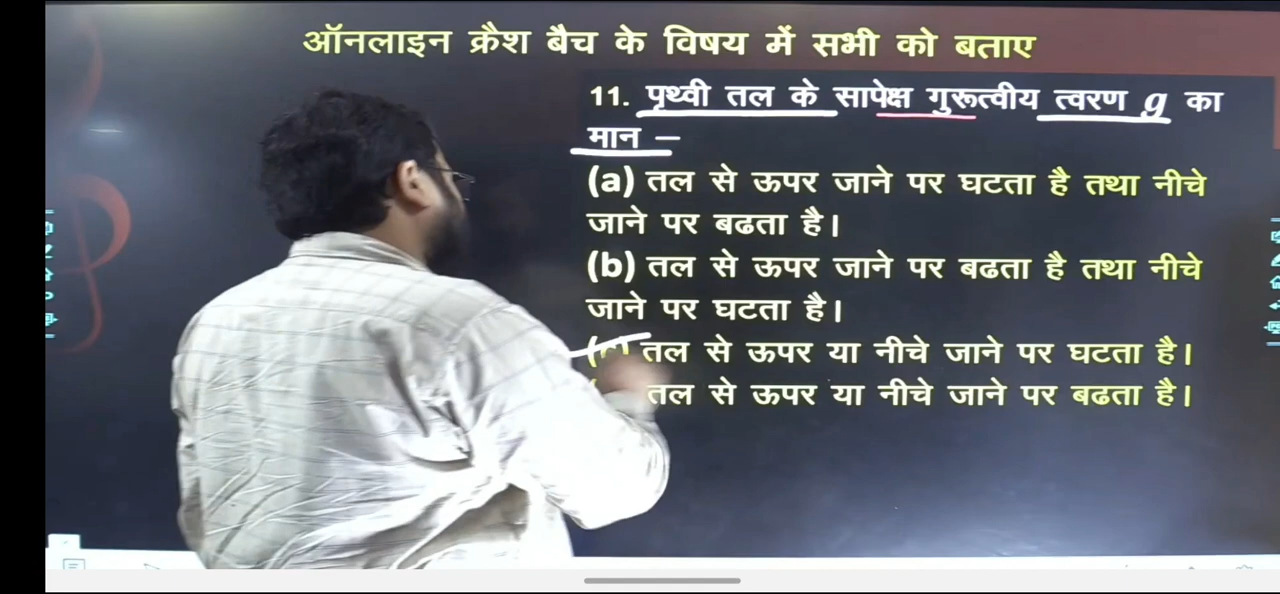 ऑनलाइन क्रैश बैच के विषय में सभी को बताए
11. पृथ्वी तल के सापेक्ष गुरूत्वीय त्वरण g का
मान –
(a) तल से ऊपर जाने पर घटता है तथा नीचे
जाने पर बढता है।
(b) तल से ऊपर जाने पर बढता है तथा नीचे
जाने पर घटता है।
(c) तल से ऊपर या नीचे जाने पर घटता है।
तल से ऊपर या नीचे जाने पर बढता है।